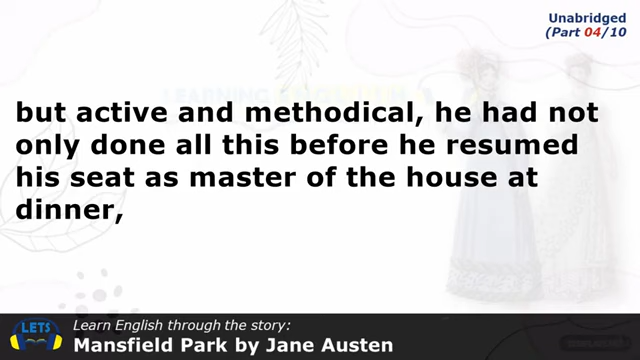 Unabridged
(Part 04/10
but active and methodical, he had not
only done all this before he resumed
his seat as master of the house at
dinner,
LETS
Learn English through the story:
Mansfield Park by Jane Austen